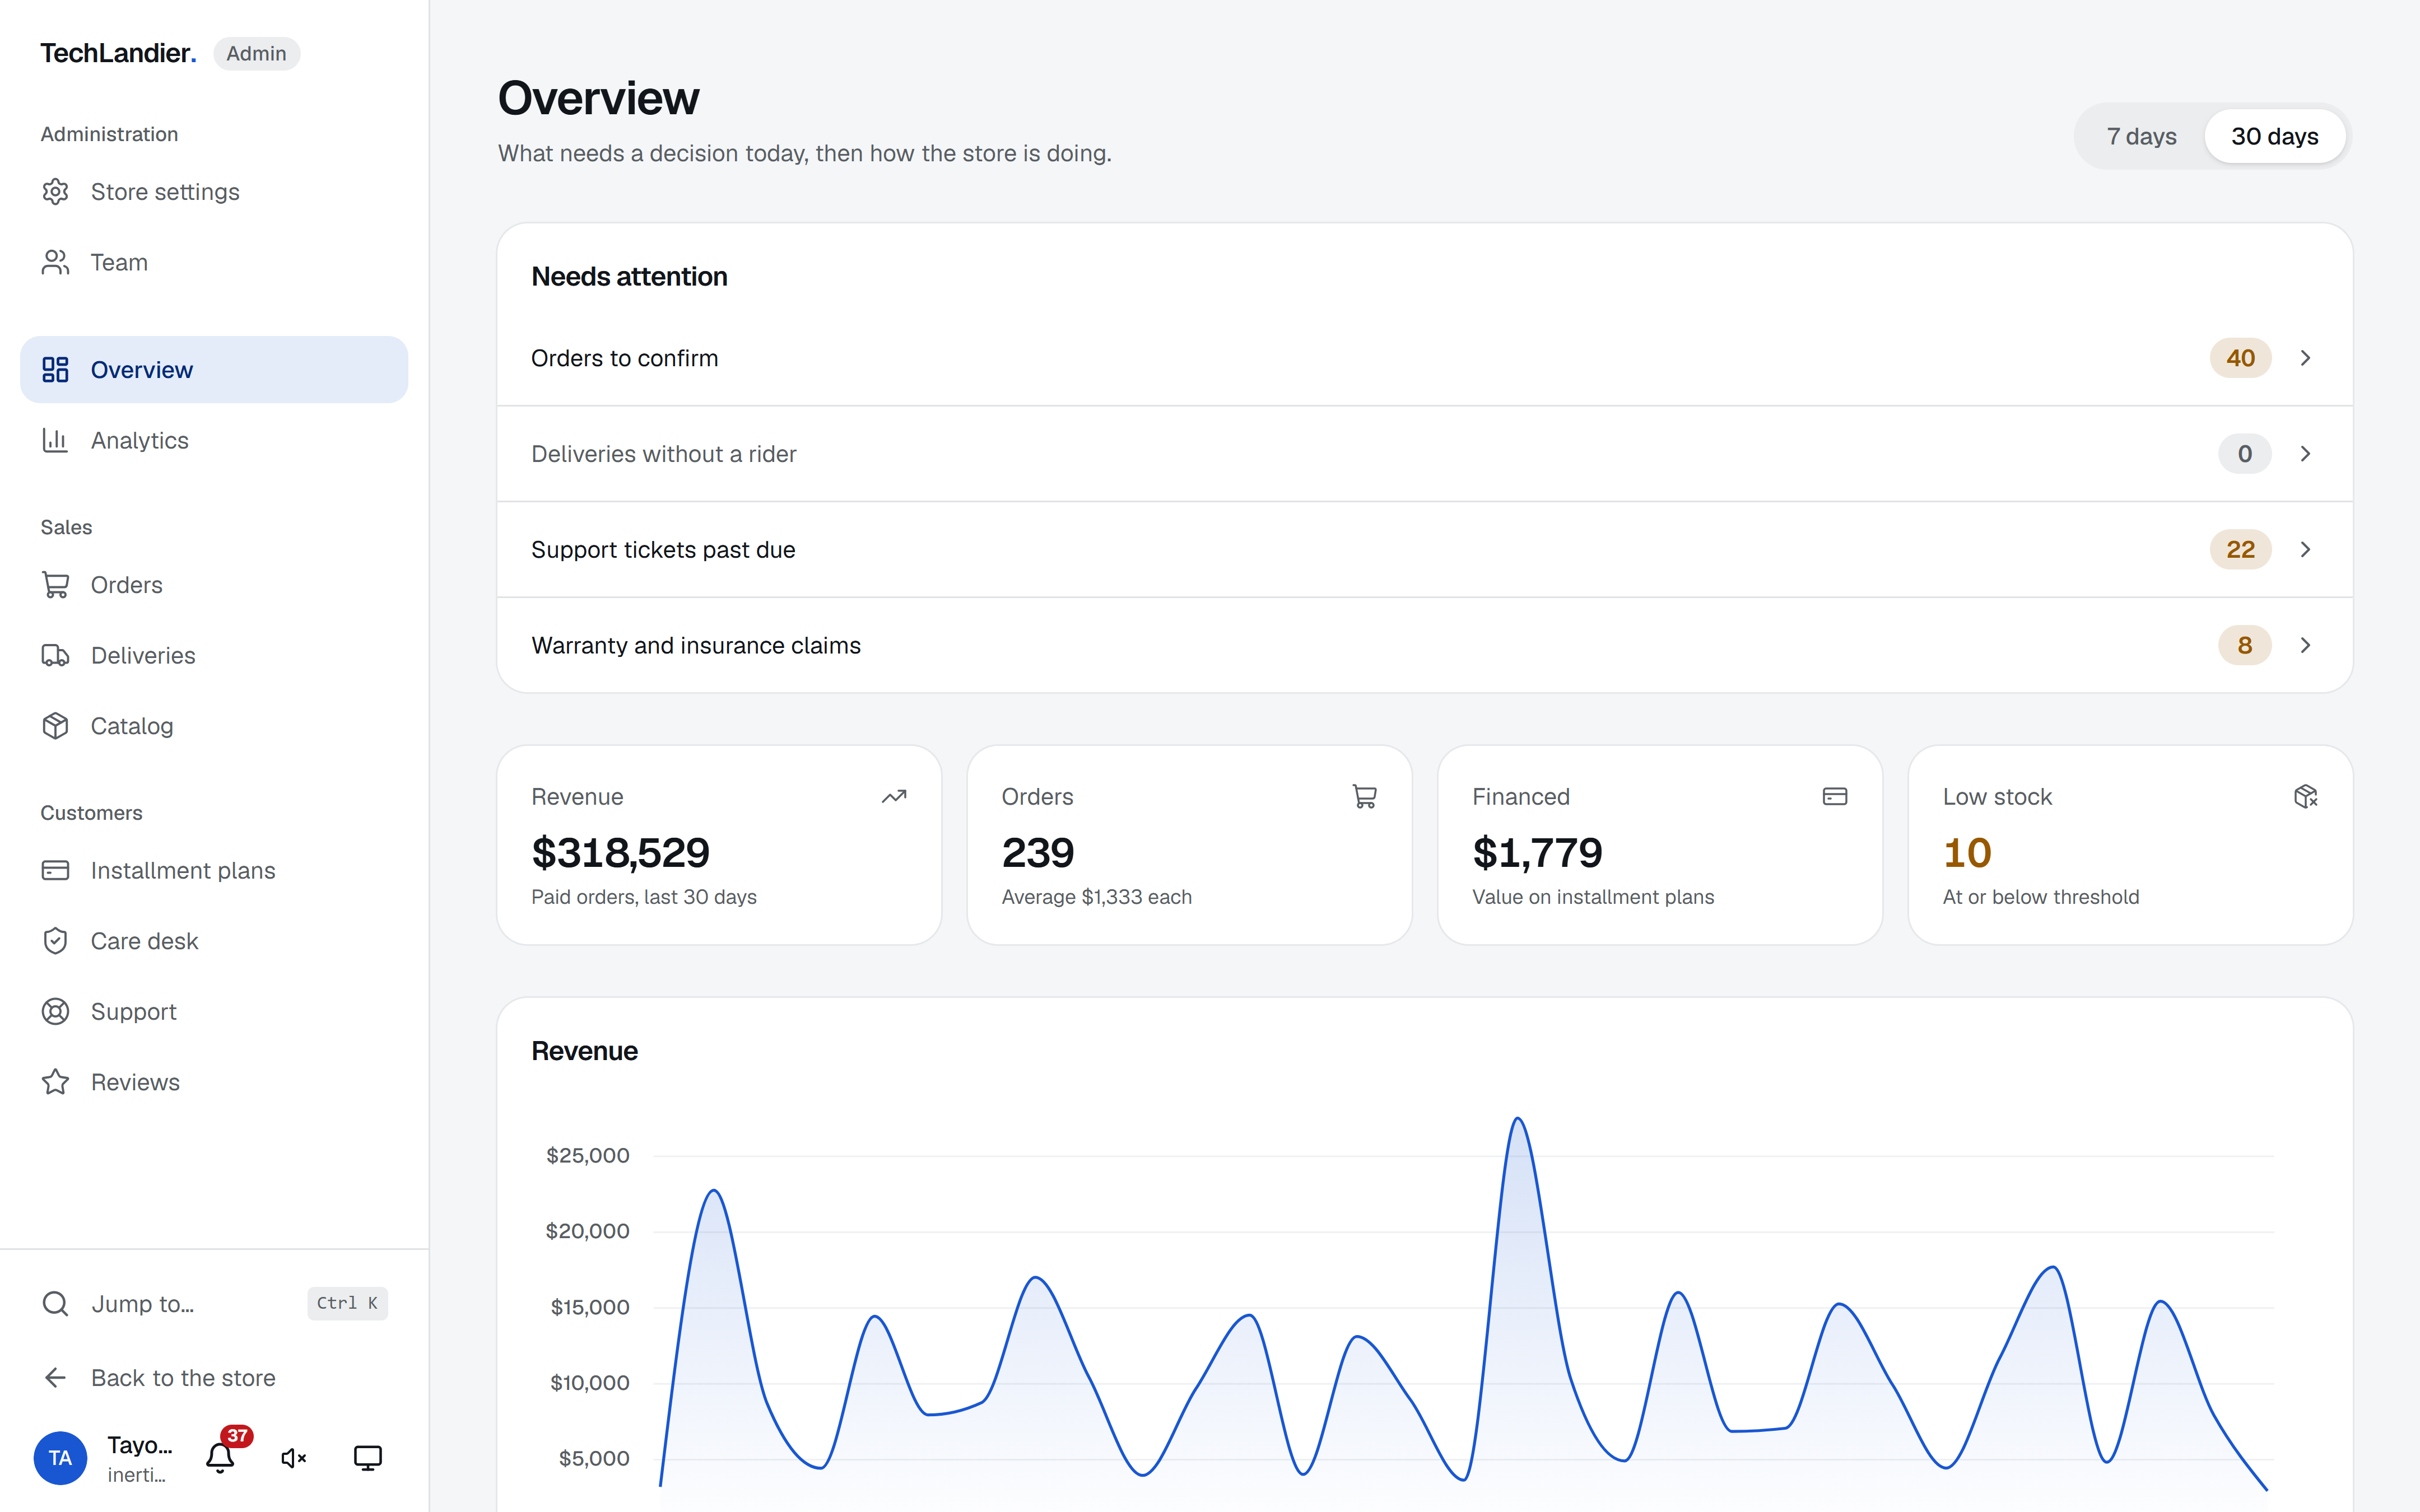 TechLandier. Admin
Administration
Store settings
Team
Overview
Analytics
Sales
Orders
Deliveries
Catalog
Customers
Installment plans
Care desk
Support
Reviews
Jump to... Ctrl K
Back to the store
TA
Tayo...
inerti...
37
Overview
What needs a decision today, then how the store is doing.
7 days
30 days
Needs attention
Orders to confirm 40
Deliveries without a rider 0
Support tickets past due 22
Warranty and insurance claims 8
Revenue
$318,529
Paid orders, last 30 days
Orders
239
Average $1,333 each
Financed
$1,779
Value on installment plans
Low stock
10
At or below threshold
Revenue
$25,000
$20,000
$15,000
$10,000
$5,000